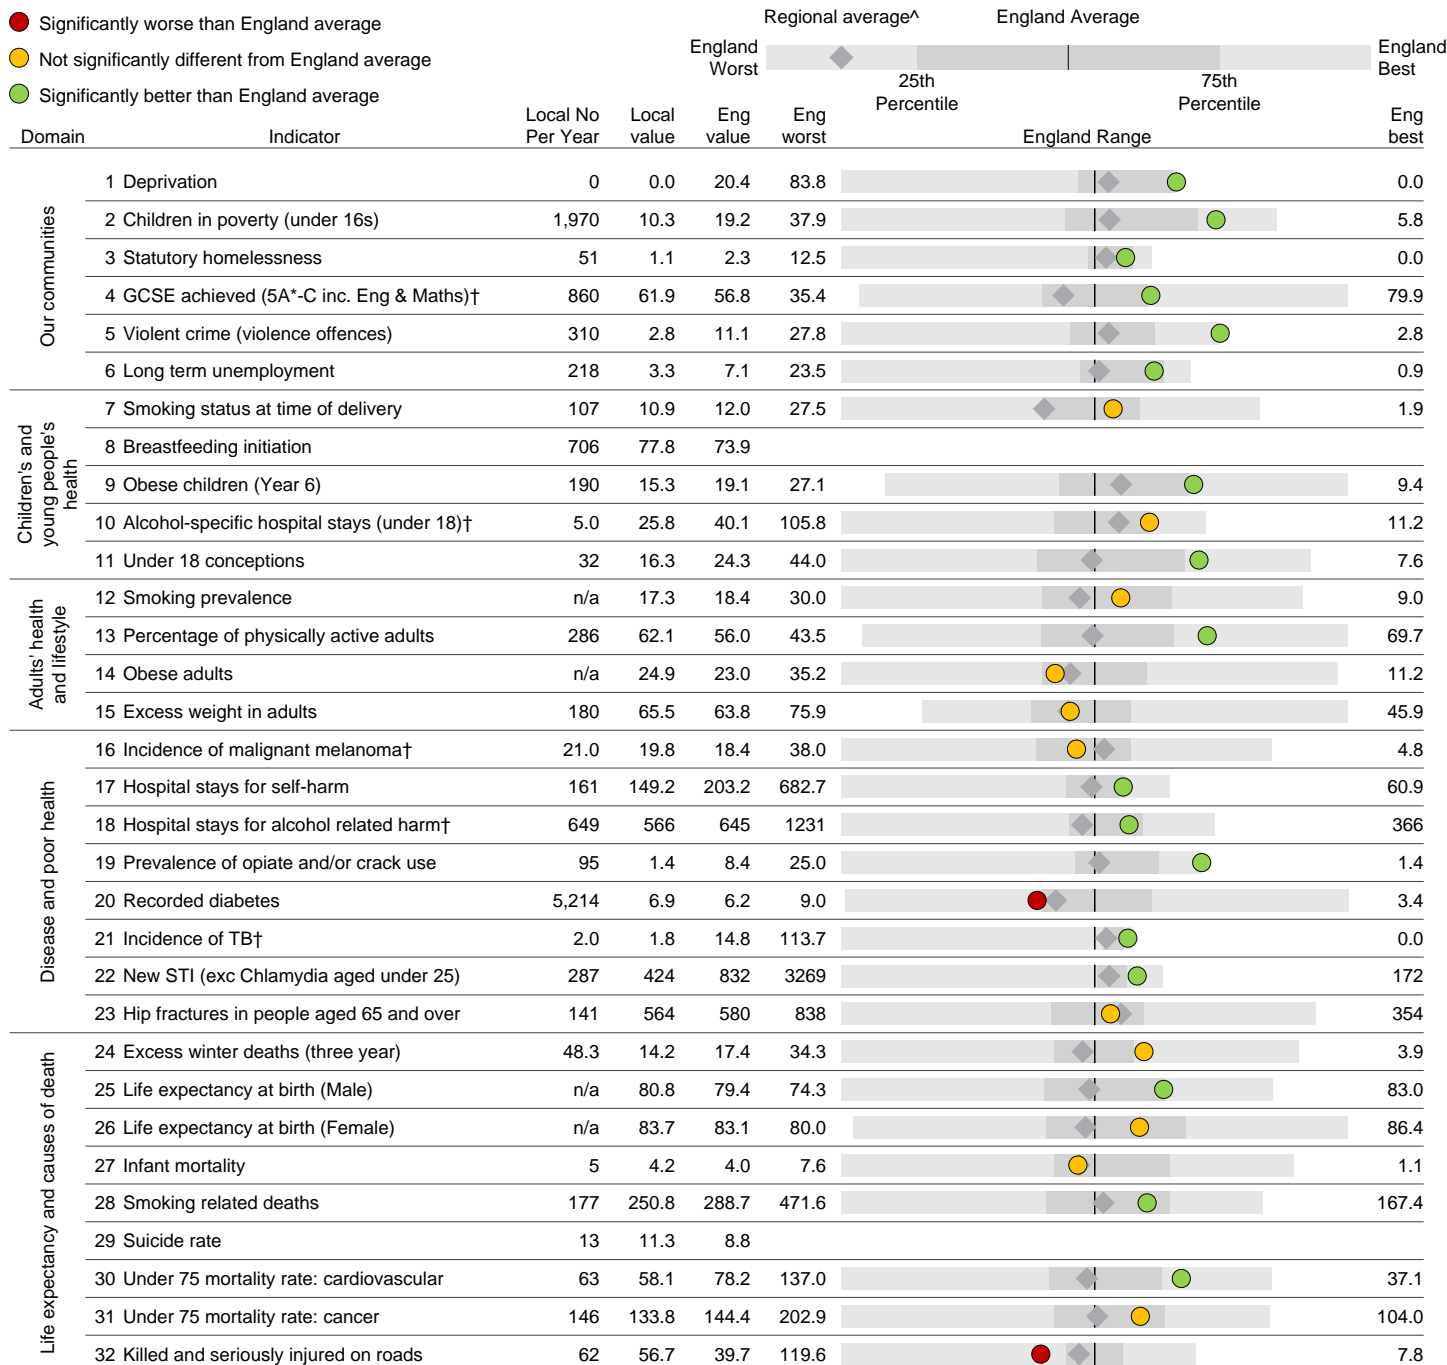 Significantly worse than England average
Not significantly different from England average
Significantly better than England average
Regional average^ England Average
England Worst
England Best
25th Percentile
75th Percentile
Domain Indicator Local No Per Year Local value Eng value Eng worst England Range Eng best
Our communities
1 Deprivation 0 0.0 20.4 83.8 0.0
2 Children in poverty (under 16s) 1,970 10.3 19.2 37.9 5.8
3 Statutory homelessness 51 1.1 2.3 12.5 0.0
4 GCSE achieved (5A*-C inc. Eng & Maths)† 860 61.9 56.8 35.4 79.9
5 Violent crime (violence offences) 310 2.8 11.1 27.8 2.8
6 Long term unemployment 218 3.3 7.1 23.5 0.9
Children's and young people's health
7 Smoking status at time of delivery 107 10.9 12.0 27.5 1.9
8 Breastfeeding initiation 706 77.8 73.9
9 Obese children (Year 6) 190 15.3 19.1 27.1 9.4
10 Alcohol-specific hospital stays (under 18)† 5.0 25.8 40.1 105.8 11.2
11 Under 18 conceptions 32 16.3 24.3 44.0 7.6
Adults' health and lifestyle
12 Smoking prevalence n/a 17.3 18.4 30.0 9.0
13 Percentage of physically active adults 286 62.1 56.0 43.5 69.7
14 Obese adults n/a 24.9 23.0 35.2 11.2
15 Excess weight in adults 180 65.5 63.8 75.9 45.9
Disease and poor health
16 Incidence of malignant melanoma† 21.0 19.8 18.4 38.0 4.8
17 Hospital stays for self-harm 161 149.2 203.2 682.7 60.9
18 Hospital stays for alcohol related harm† 649 566 645 1231 366
19 Prevalence of opiate and/or crack use 95 1.4 8.4 25.0 1.4
20 Recorded diabetes 5,214 6.9 6.2 9.0 3.4
21 Incidence of TB† 2.0 1.8 14.8 113.7 0.0
22 New STI (exc Chlamydia aged under 25) 287 424 832 3269 172
23 Hip fractures in people aged 65 and over 141 564 580 838 354
Life expectancy and causes of death
24 Excess winter deaths (three year) 48.3 14.2 17.4 34.3 3.9
25 Life expectancy at birth (Male) n/a 80.8 79.4 74.3 83.0
26 Life expectancy at birth (Female) n/a 83.7 83.1 80.0 86.4
27 Infant mortality 5 4.2 4.0 7.6 1.1
28 Smoking related deaths 177 250.8 288.7 471.6 167.4
29 Suicide rate 13 11.3 8.8
30 Under 75 mortality rate: cardiovascular 63 58.1 78.2 137.0 37.1
31 Under 75 mortality rate: cancer 146 133.8 144.4 202.9 104.0
32 Killed and seriously injured on roads 62 56.7 39.7 119.6 7.8